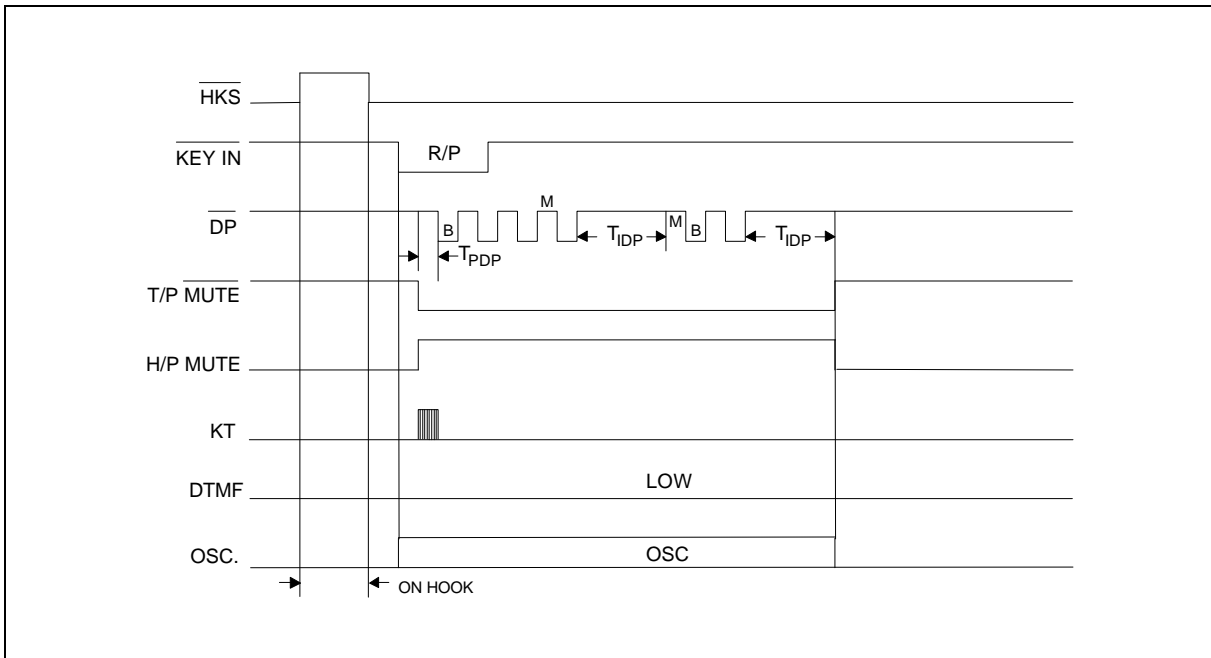 HKS
KEY IN
R/P
M
DP
B
T_PDP
T_IDP
M
B
T_IDP
T/P MUTE
H/P MUTE
KT
DTMF
LOW
OSC.
OSC
ON HOOK